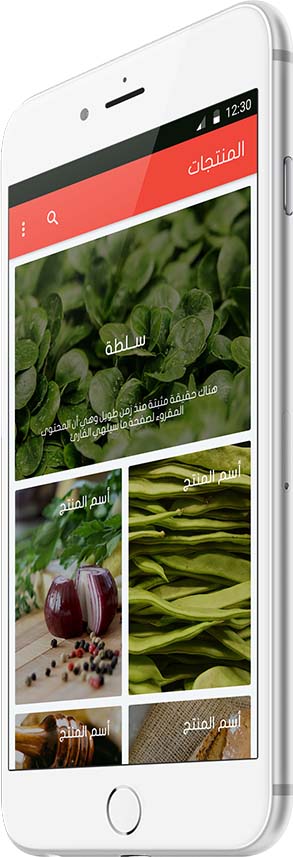 12:30
المنتجات
سلطة
هناك حقيقة مثبتة منذ زمن طويل وهي أن المحتوى
المقروء لصفحة ما سيلهي القارئ
أسم المنتج
أسم المنتج
أسم المنتج
أسم المنتج